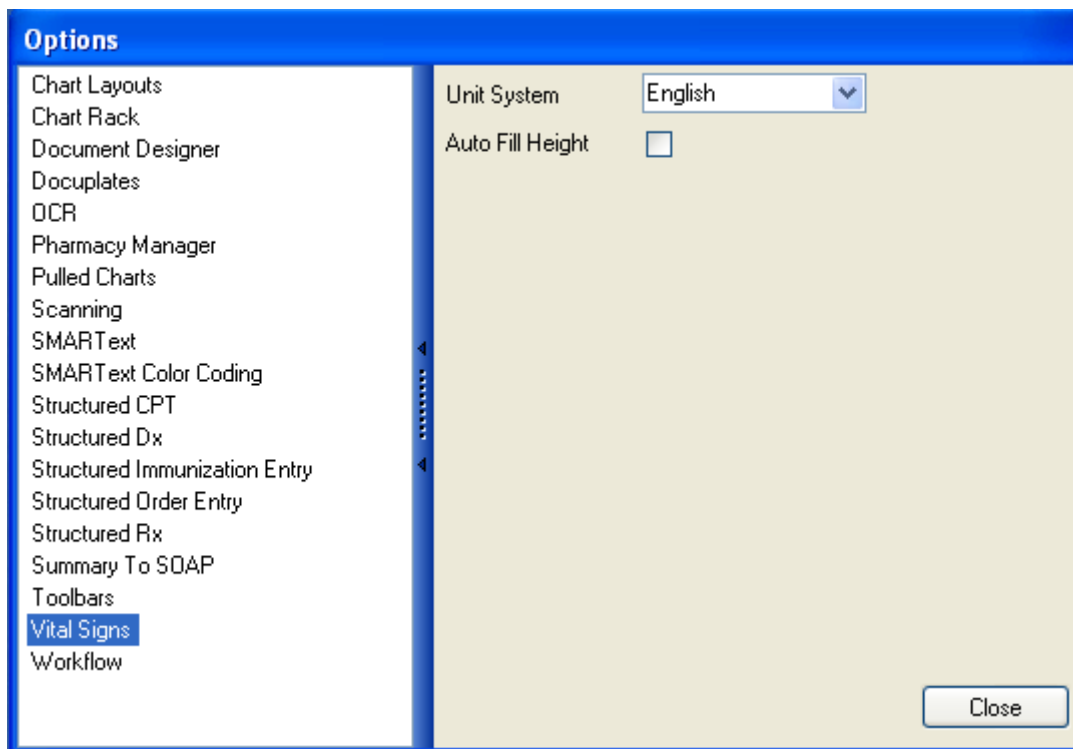 Options
Chart Layouts
Chart Rack
Document Designer
Docuplates
OCR
Pharmacy Manager
Pulled Charts
Scanning
SMARText
SMARText Color Coding
Structured CPT
Structured Dx
Structured Immunization Entry
Structured Order Entry
Structured Rx
Summary To SOAP
Toolbars
Vital Signs
Workflow
Unit System English
Auto Fill Height
Close